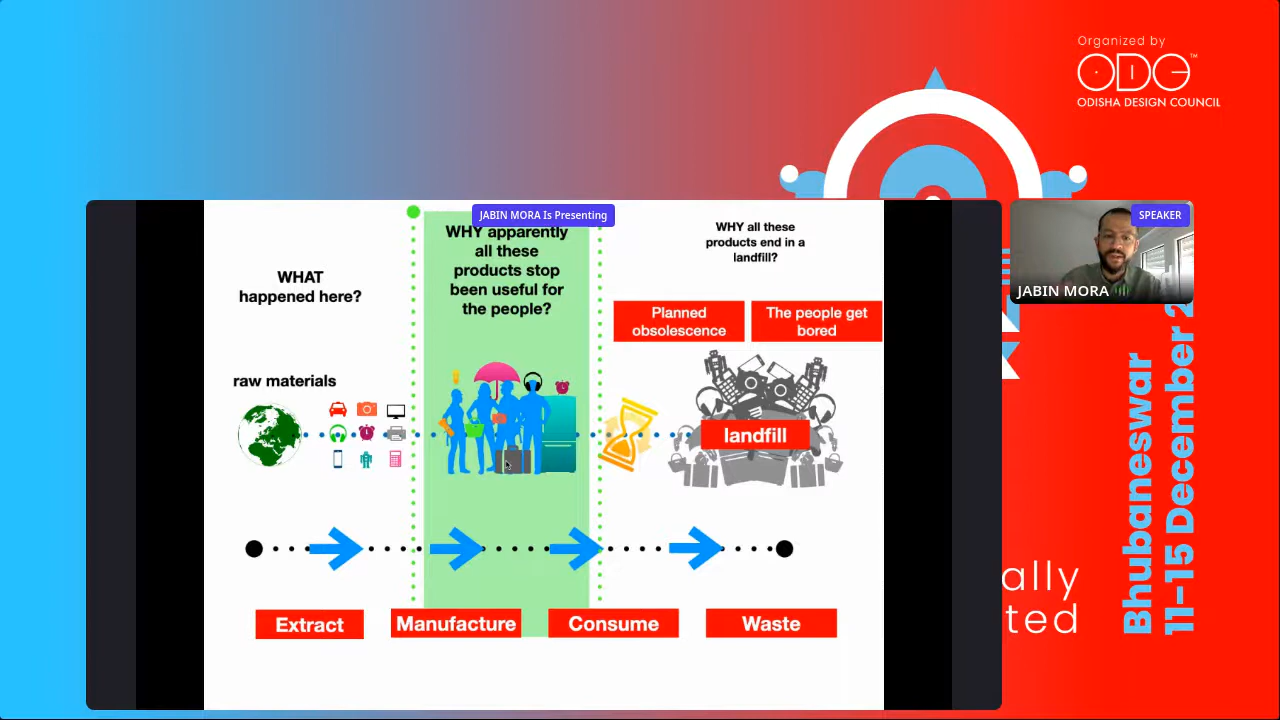 Organized by
ODC™
ODISHA DESIGN COUNCIL
JABIN MORA Is Presenting
SPEAKER
JABIN MORA
WHAT
happened here?
WHY apparently
all these
products stop
been useful for
the people?
WHY all these
products end in a
landfill?
Planned
obsolescence
The people get
bored
raw materials
landfill
Extract
Manufacture
Consume
Waste
ally
ted
Bhubaneswar
11-15 December 2